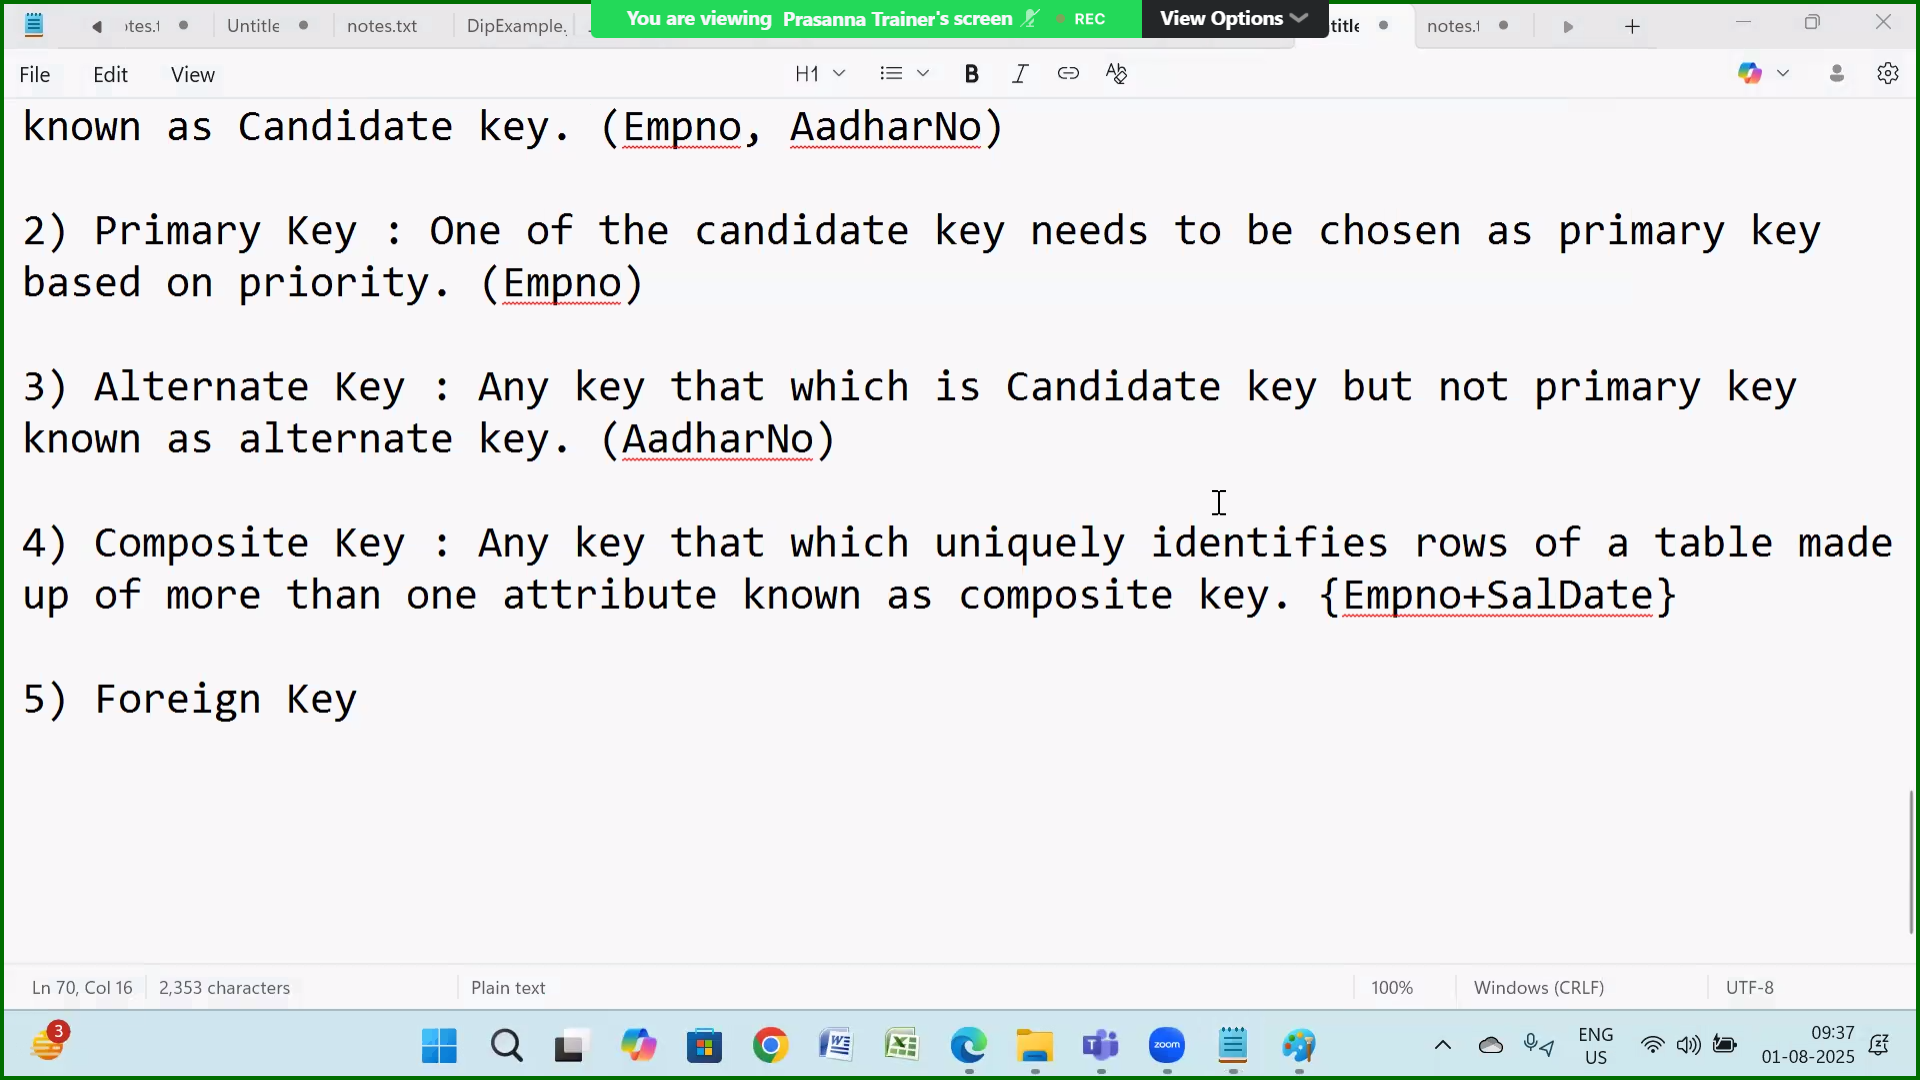 You are viewing Prasanna Trainer's screen REC View Options
otes.t Untitle notes.txt DipExample. title notes.t
File Edit View H1
known as Candidate key. (Empno, AadharNo)
2) Primary Key : One of the candidate key needs to be chosen as primary key
based on priority. (Empno)
3) Alternate Key : Any key that which is Candidate key but not primary key
known as alternate key. (AadharNo)
4) Composite Key : Any key that which uniquely identifies rows of a table made
up of more than one attribute known as composite key. {Empno+SalDate}
5) Foreign Key
Ln 70, Col 16 2,353 characters Plain text 100% Windows (CRLF) UTF-8
3 zoom ENG 09:37
US 01-08-2025